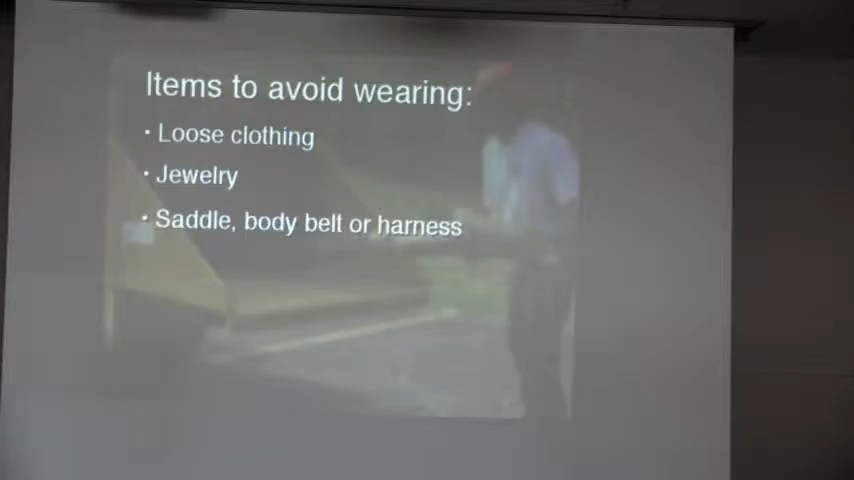 Items to avoid wearing:
· Loose clothing
· Jewelry
· Saddle, body belt or harness